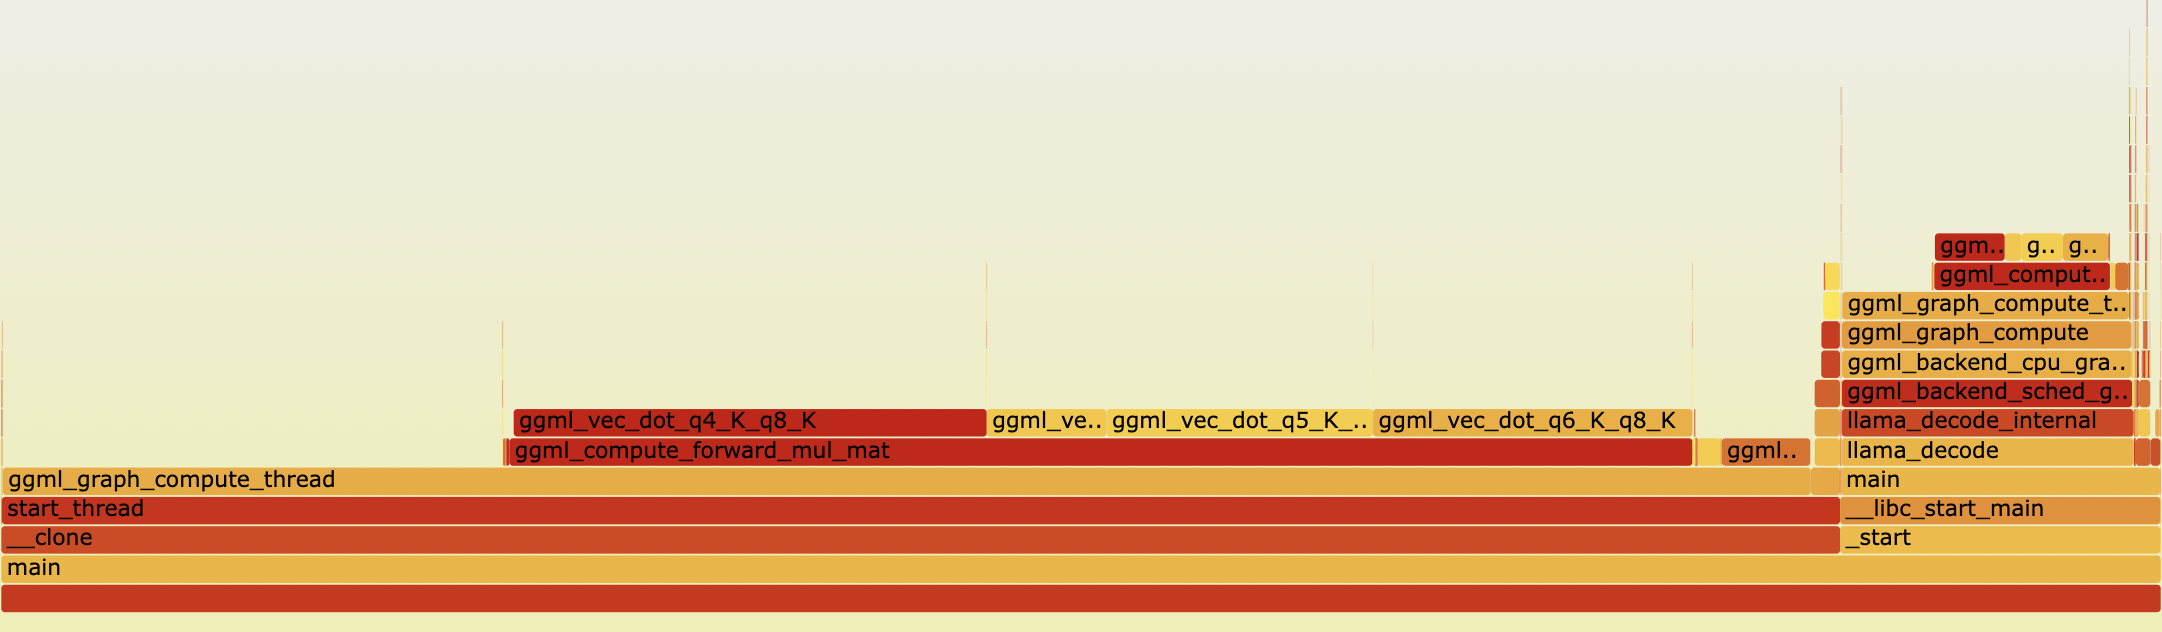 ggm.. g.. g..
ggml_comput..
ggml_graph_compute_t..
ggml_graph_compute
ggml_backend_cpu_gra..
ggml_backend_sched_g..
ggml_vec_dot_q4_K_q8_K ggml_ve.. ggml_vec_dot_q5_K_.. ggml_vec_dot_q6_K_q8_K llama_decode_internal
ggml_compute_forward_mul_mat ggml.. llama_decode
ggml_graph_compute_thread main
start_thread __libc_start_main
__clone _start
main